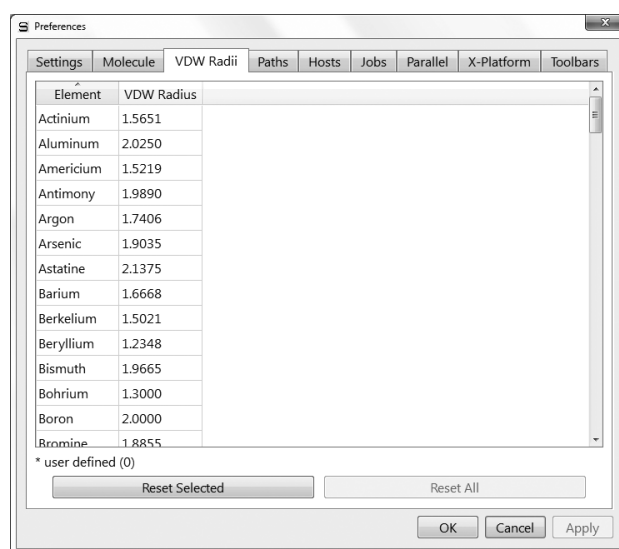 Preferences
Settings Molecule VDW Radii Paths Hosts Jobs Parallel X-Platform Toolbars
Element VDW Radius
Actinium 1.5651
Aluminum 2.0250
Americium 1.5219
Antimony 1.9890
Argon 1.7406
Arsenic 1.9035
Astatine 2.1375
Barium 1.6668
Berkelium 1.5021
Beryllium 1.2348
Bismuth 1.9665
Bohrium 1.3000
Boron 2.0000
Bromine 1.8855
* user defined (0)
Reset Selected Reset All
OK Cancel Apply